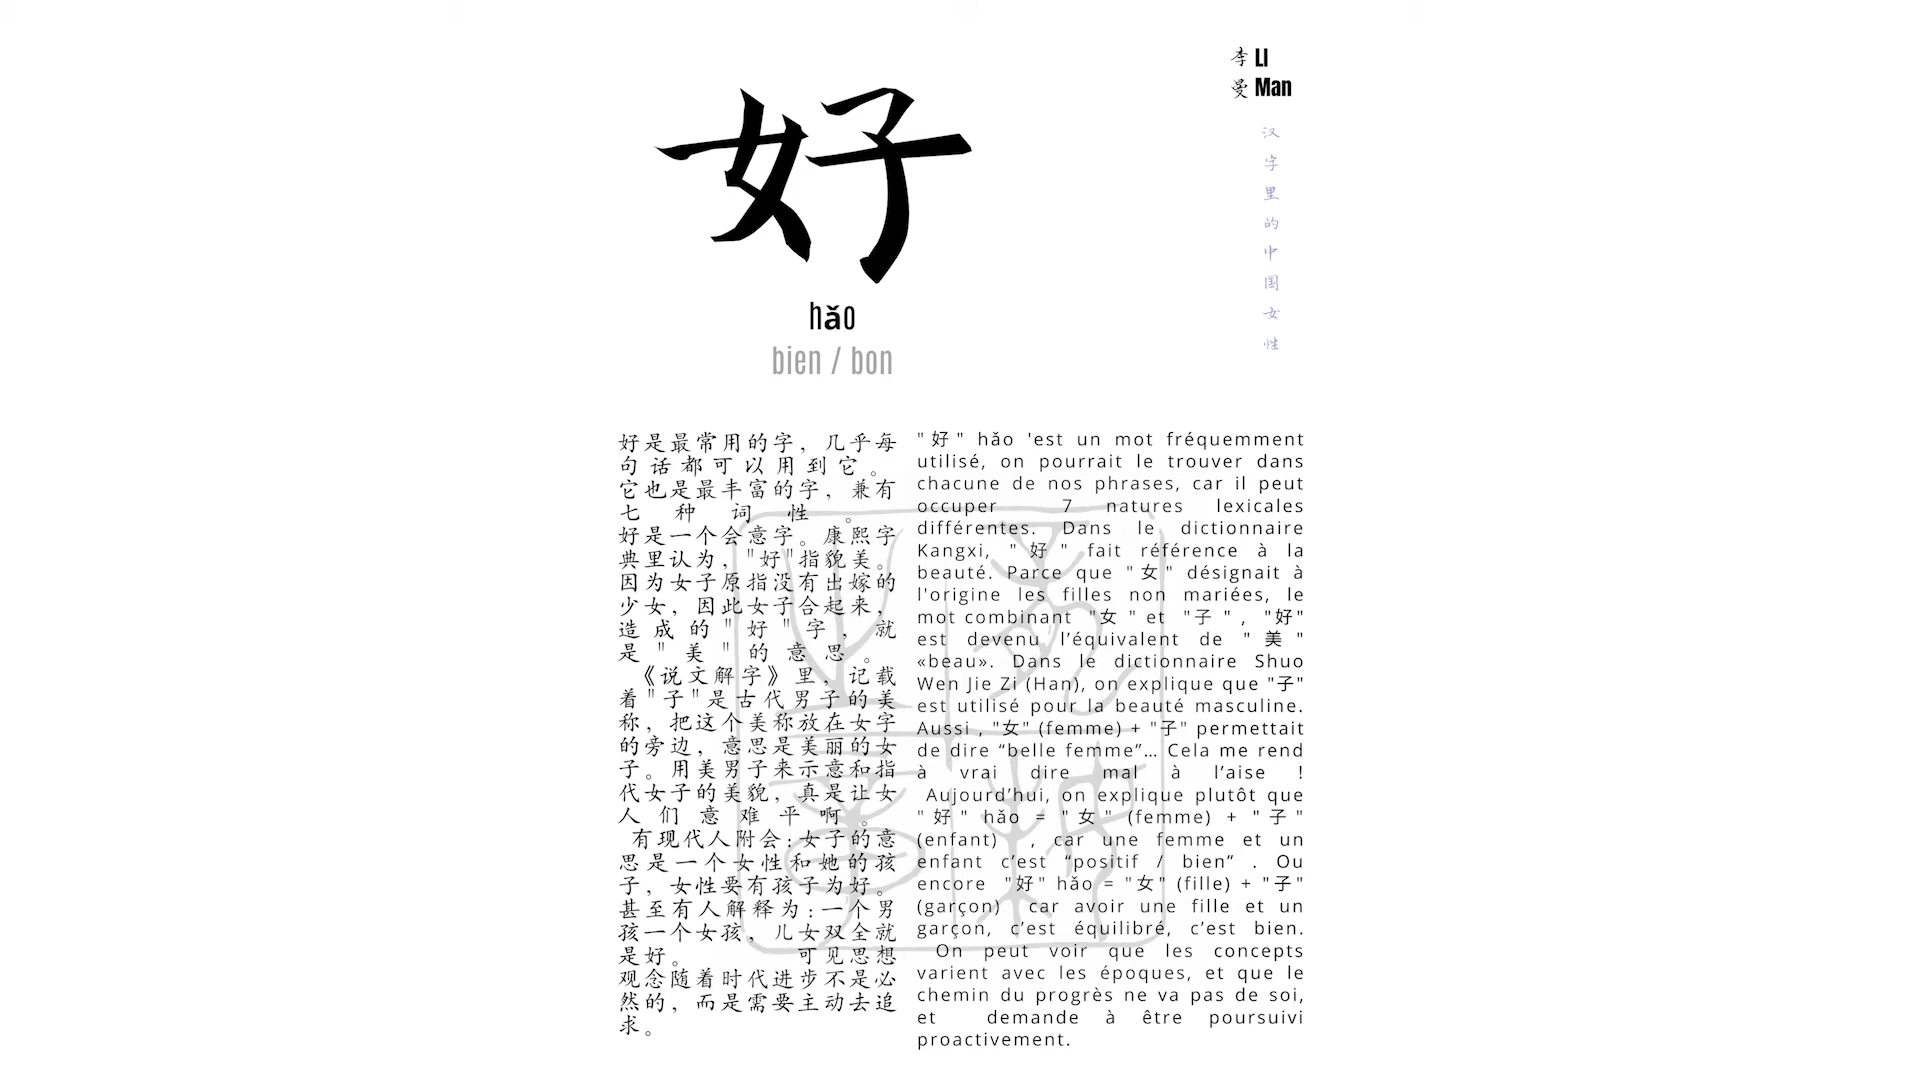 好
hǎo
bien / bon
李 LI
曼 Man
汉字里的中国女性
好是最常用的字，几乎每
句话都可以用到它。
它也是最丰富的字，兼有
七种词性。
好是一个会意字。康熙字
典里认为，"好"指貌美。
因为女子原指没有出嫁的
少女，因此女子合起来，
造成的"好"字，就
是"美"的意思。
《说文解字》里，记载
着"子"是古代男子的美
称，把这个美称放在女字
的旁边，意思是美丽的女
子。用美男子来示意和指
代女子的美貌，真是让女
人们意难平啊。
有现代人附会:女子的意
思是一个女性和她的孩
子，女性要有孩子为好。
甚至有人解释为:一个男
孩一个女孩，儿女双全就
是好。 可见思想
观念随着时代进步不是必
然的，而是需要主动去追
求。
"好" hǎo 'est un mot fréquemment
utilisé, on pourrait le trouver dans
chacune de nos phrases, car il peut
occuper 7 natures lexicales
différentes. Dans le dictionnaire
Kangxi, "好" fait référence à la
beauté. Parce que "女" désignait à
l'origine les filles non mariées, le
mot combinant "女" et "子", "好"
est devenu l’équivalent de "美"
«beau». Dans le dictionnaire Shuo
Wen Jie Zi (Han), on explique que "子"
est utilisé pour la beauté masculine.
Aussi , "女" (femme) + "子" permettait
de dire “belle femme”… Cela me rend
à vrai dire mal à l’aise !
Aujourd’hui, on explique plutôt que
"好" hǎo = "女" (femme) + "子"
(enfant) , car une femme et un
enfant c’est “positif / bien” . Ou
encore "好" hǎo = "女" (fille) + "子"
(garçon) car avoir une fille et un
garçon, c’est équilibré, c’est bien.
On peut voir que les concepts
varient avec les époques, et que le
chemin du progrès ne va pas de soi,
et demande à être poursuivi
proactivement.